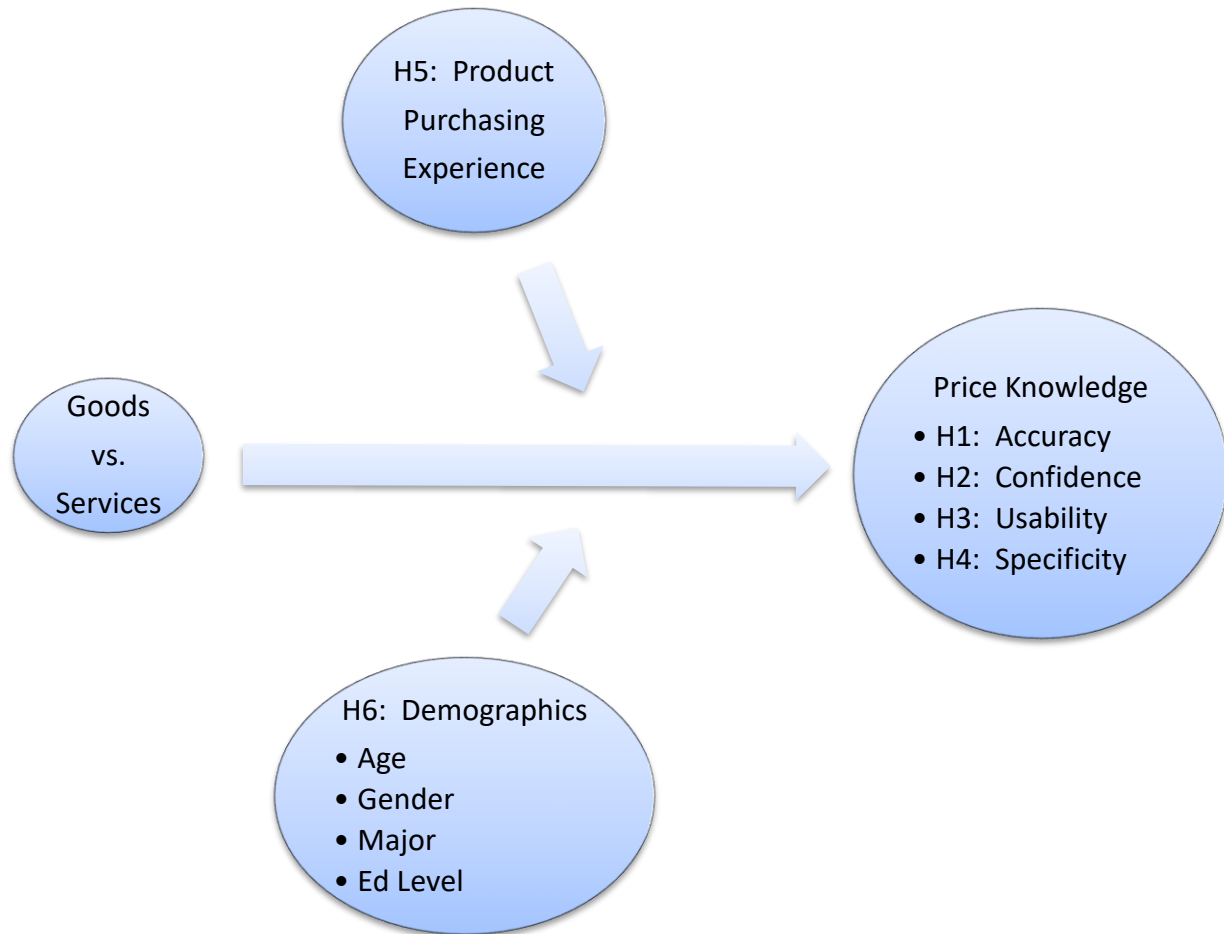 H5: Product
Purchasing
Experience
Goods
vs.
Services
Price Knowledge
• H1: Accuracy
• H2: Confidence
• H3: Usability
• H4: Specificity
H6: Demographics
• Age
• Gender
• Major
• Ed Level